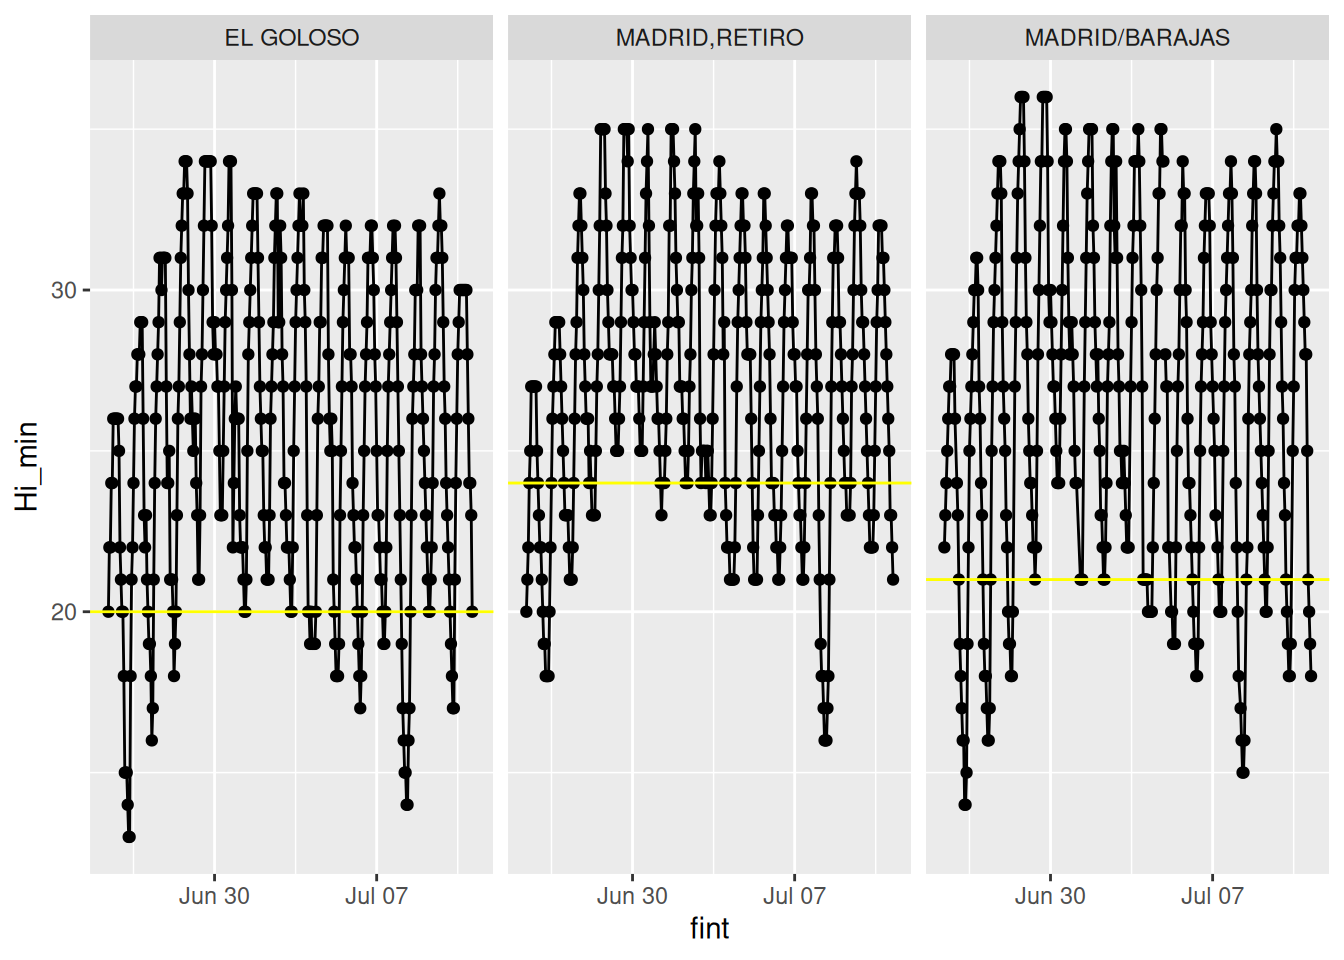 EL GOLOSO
MADRID,RETIRO
MADRID/BARAJAS
Hi_min
30
20
Jun 30
Jul 07
Jun 30
Jul 07
Jun 30
Jul 07
fint